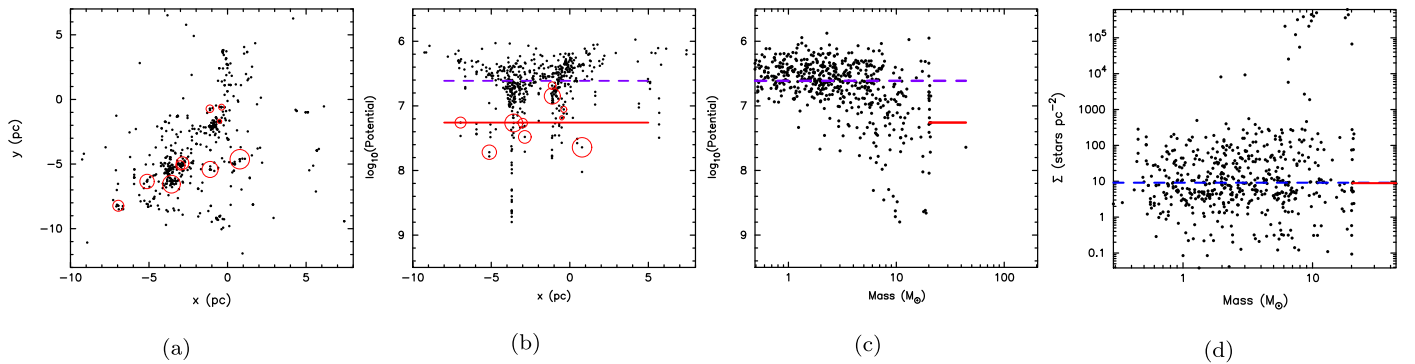 6
6
6
10⁵
5
10⁴
7
7
0
1000
y (pc)
log₁₀(Potential)
log₁₀(Potential)
Σ (stars pc⁻²)
100
8
8
−5
10
1
−10
9
9
0.1
−10 −5 0 5
−10 −5 0 5
1 10 100
1 10
x (pc)
x (pc)
Mass (M☉)
Mass (M☉)
(a)
(b)
(c)
(d)